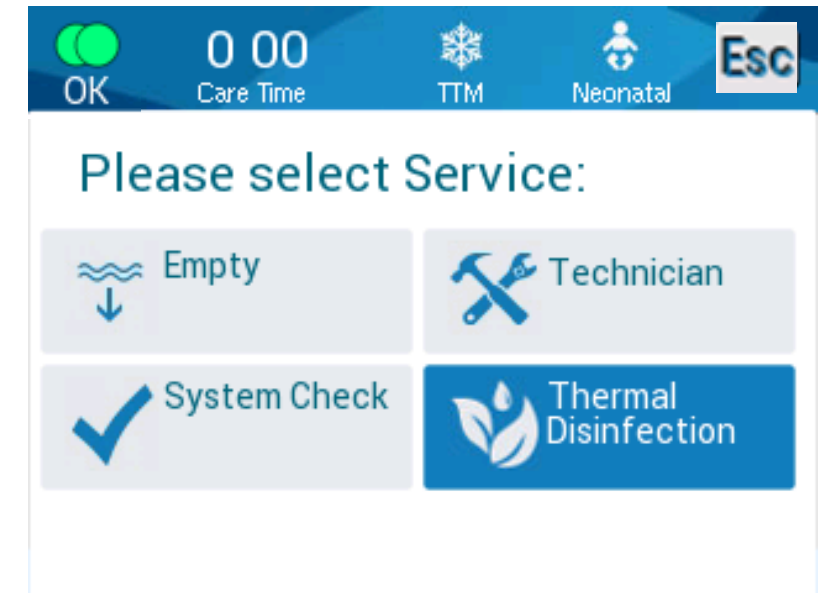 0 00
Esc
OK
Care Time
TTM
Neonatal
Please select Service:
Empty
Technician
System Check
Thermal
Disinfection